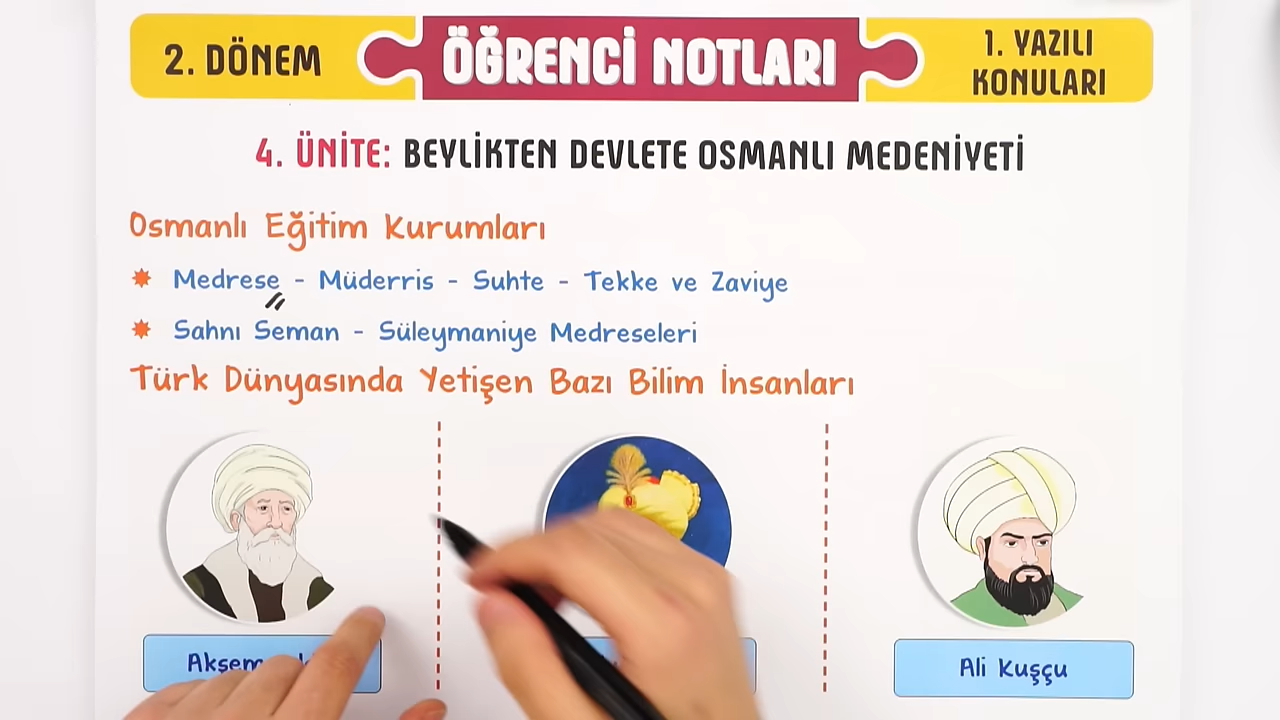 2. DÖNEM
ÖĞRENCİ NOTLARI
1. YAZILI
KONULARI
4. ÜNİTE: BEYLİKTEN DEVLETE OSMANLI MEDENİYETİ
Osmanlı Eğitim Kurumları
Medrese - Müderris - Suhte - Tekke ve Zaviye
Sahnı Seman - Süleymaniye Medreseleri
Türk Dünyasında Yetişen Bazı Bilim İnsanları
Ali Kuşçu